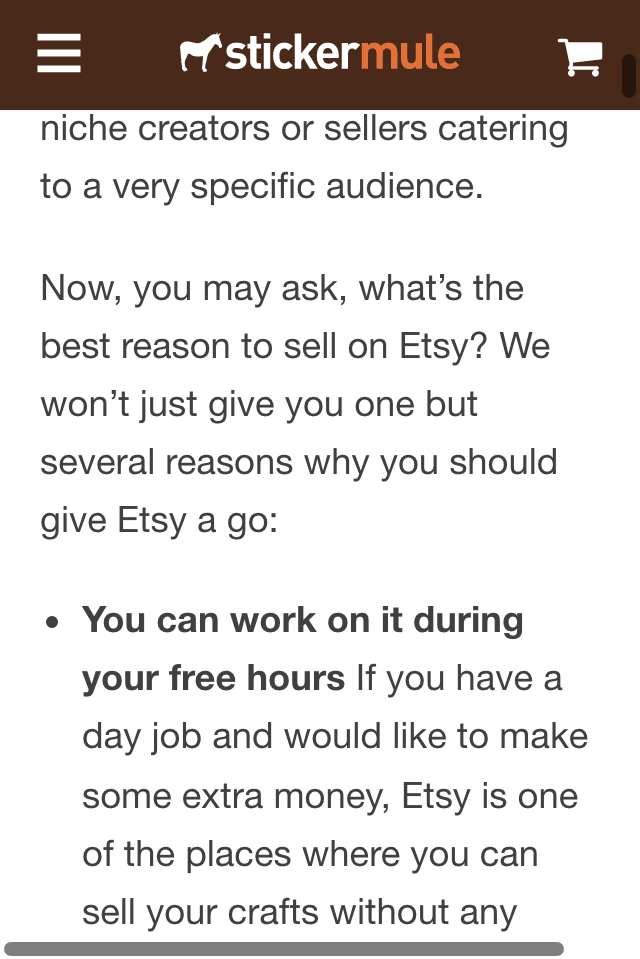 stickermule
niche creators or sellers catering
to a very specific audience.
Now, you may ask, what’s the
best reason to sell on Etsy? We
won’t just give you one but
several reasons why you should
give Etsy a go:
• You can work on it during
your free hours If you have a
day job and would like to make
some extra money, Etsy is one
of the places where you can
sell your crafts without any